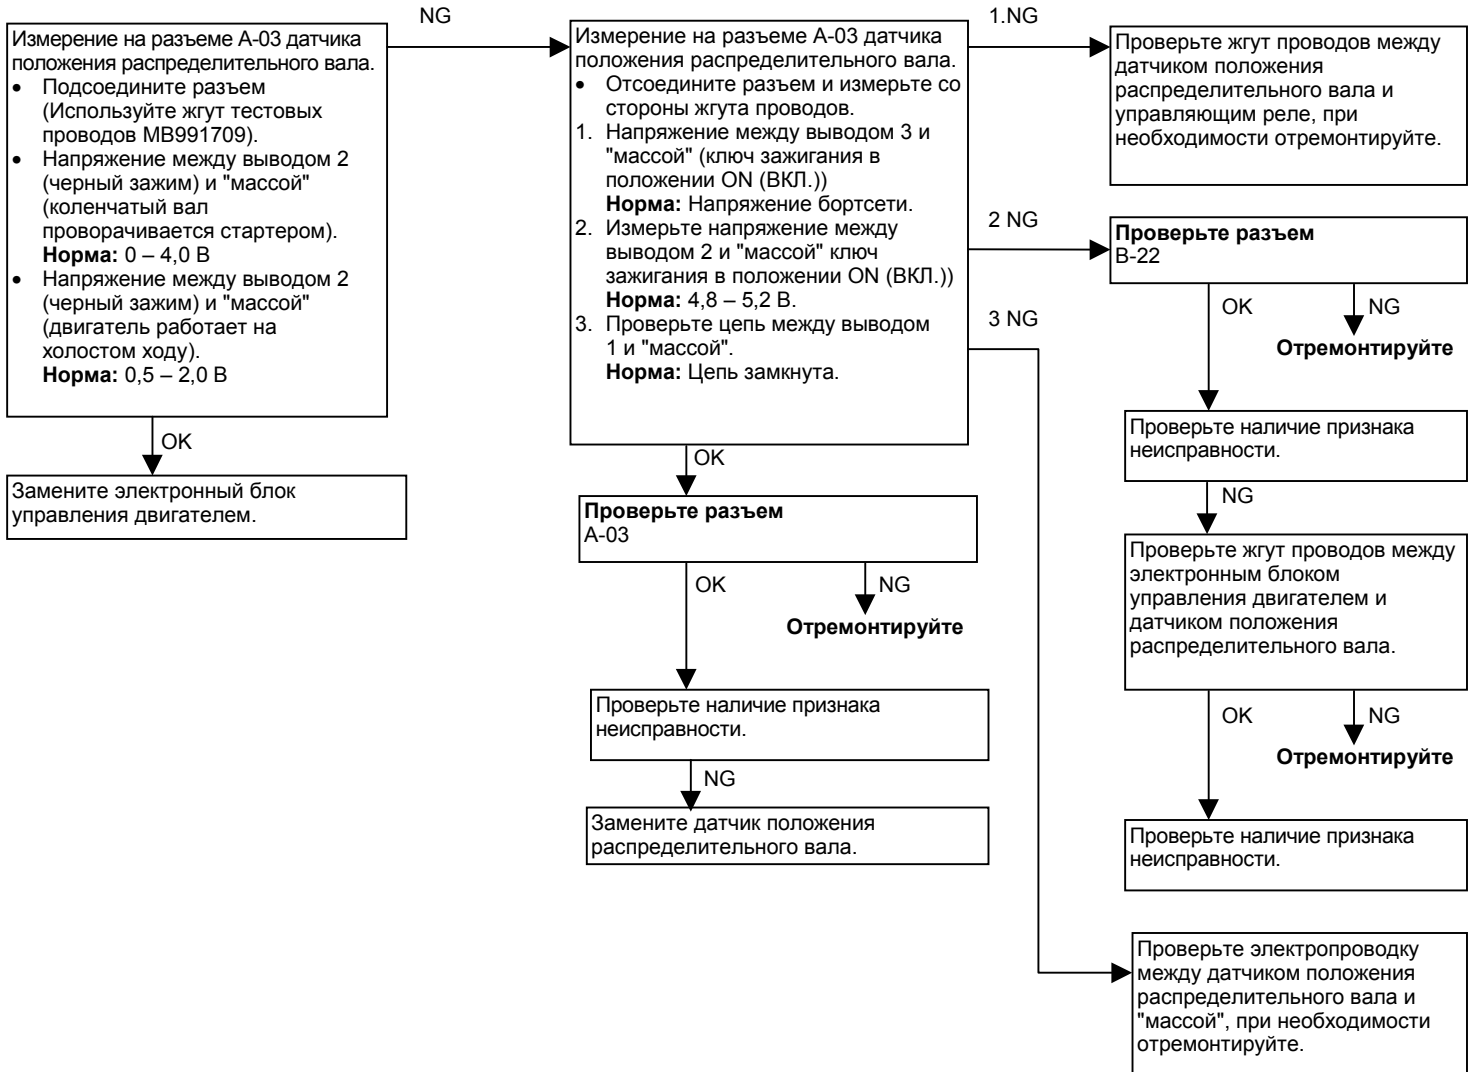 NG
Измерение на разъеме А-03 датчика
положения распределительного вала.
• Подсоедините разъем
(Используйте жгут тестовых
проводов МВ991709).
• Напряжение между выводом 2
(черный зажим) и "массой"
(коленчатый вал
проворачивается стартером).
Норма: 0 – 4,0 В
• Напряжение между выводом 2
(черный зажим) и "массой"
(двигатель работает на
холостом ходу).
Норма: 0,5 – 2,0 В
OK
Замените электронный блок
управления двигателем.
Измерение на разъеме А-03 датчика
положения распределительного вала.
• Отсоедините разъем и измерьте со
стороны жгута проводов.
1. Напряжение между выводом 3 и
"массой" (ключ зажигания в
положении ON (ВКЛ.))
Норма: Напряжение бортсети.
2. Измерьте напряжение между
выводом 2 и "массой" ключ
зажигания в положении ON (ВКЛ.))
Норма: 4,8 – 5,2 В.
3. Проверьте цепь между выводом
1 и "массой".
Норма: Цепь замкнута.
OK
Проверьте разъем
А-03
OK
NG
Отремонтируйте
Проверьте наличие признака
неисправности.
NG
Замените датчик положения
распределительного вала.
1.NG
Проверьте жгут проводов между
датчиком положения
распределительного вала и
управляющим реле, при
необходимости отремонтируйте.
2 NG
Проверьте разъем
В-22
OK
NG
Отремонтируйте
Проверьте наличие признака
неисправности.
NG
Проверьте жгут проводов между
электронным блоком
управления двигателем и
датчиком положения
распределительного вала.
OK
NG
Отремонтируйте
Проверьте наличие признака
неисправности.
3 NG
Проверьте электропроводку
между датчиком положения
распределительного вала и
"массой", при необходимости
отремонтируйте.